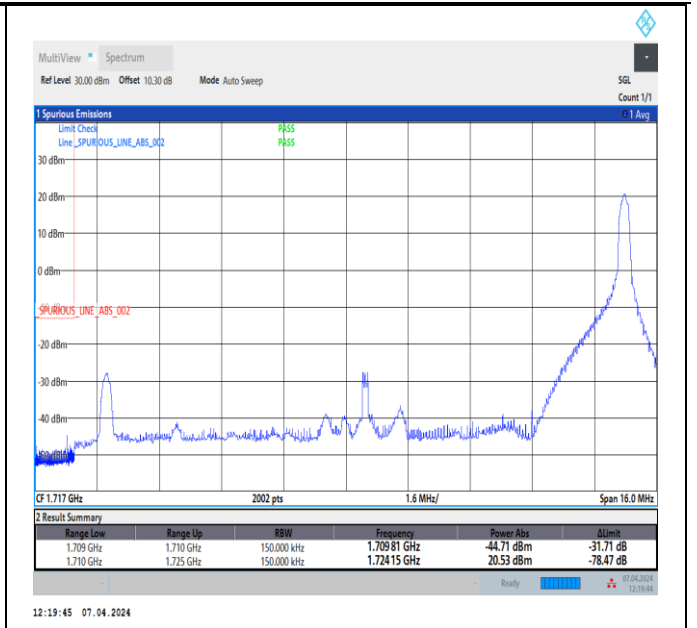 MultiView Spectrum
Ref Level 30.00 dBm Offset 10.30 dB Mode Auto Sweep SGL
Count 1/1
1 Spurious Emissions 1 Avg
Limit Check PASS
Line _SPURIOUS_LINE_ABS_002 PASS
30 dBm
20 dBm
10 dBm
0 dBm
_SPURIOUS_LINE_ABS_002
-20 dBm
-30 dBm
-40 dBm
-50 dBm
CF 1.717 GHz 2002 pts 1.6 MHz/ Span 16.0 MHz
2 Result Summary
Range Low Range Up RBW Frequency Power Abs ΔLimit
1.709 GHz 1.710 GHz 150.000 kHz 1.70981 GHz -44.71 dBm -31.71 dB
1.710 GHz 1.725 GHz 150.000 kHz 1.72415 GHz 20.53 dBm -78.47 dB
Ready 07.04.2024
12:19:44
12:19:45 07.04.2024